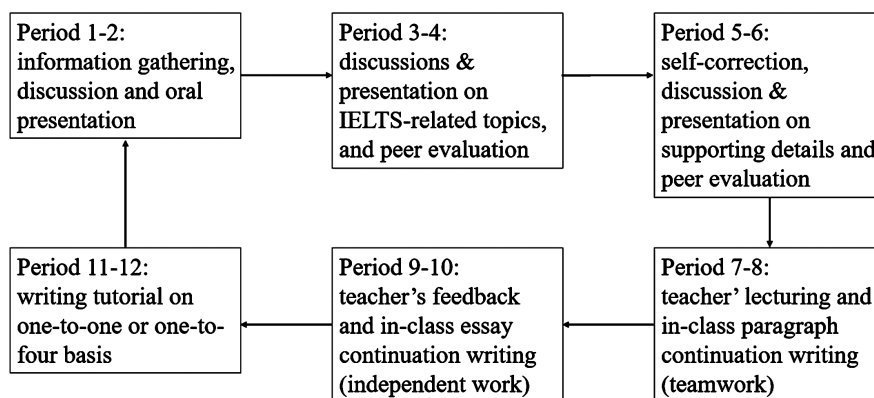 Period 1-2:
information gathering,
discussion and oral
presentation
Period 3-4:
discussions &
presentation on
IELTS-related topics,
and peer evaluation
Period 5-6:
self-correction,
discussion &
presentation on
supporting details and
peer evaluation
Period 7-8:
teacher' lecturing and
in-class paragraph
continuation writing
(teamwork)
Period 9-10:
teacher's feedback
and in-class essay
continuation writing
(independent work)
Period 11-12:
writing tutorial on
one-to-one or one-to-
four basis